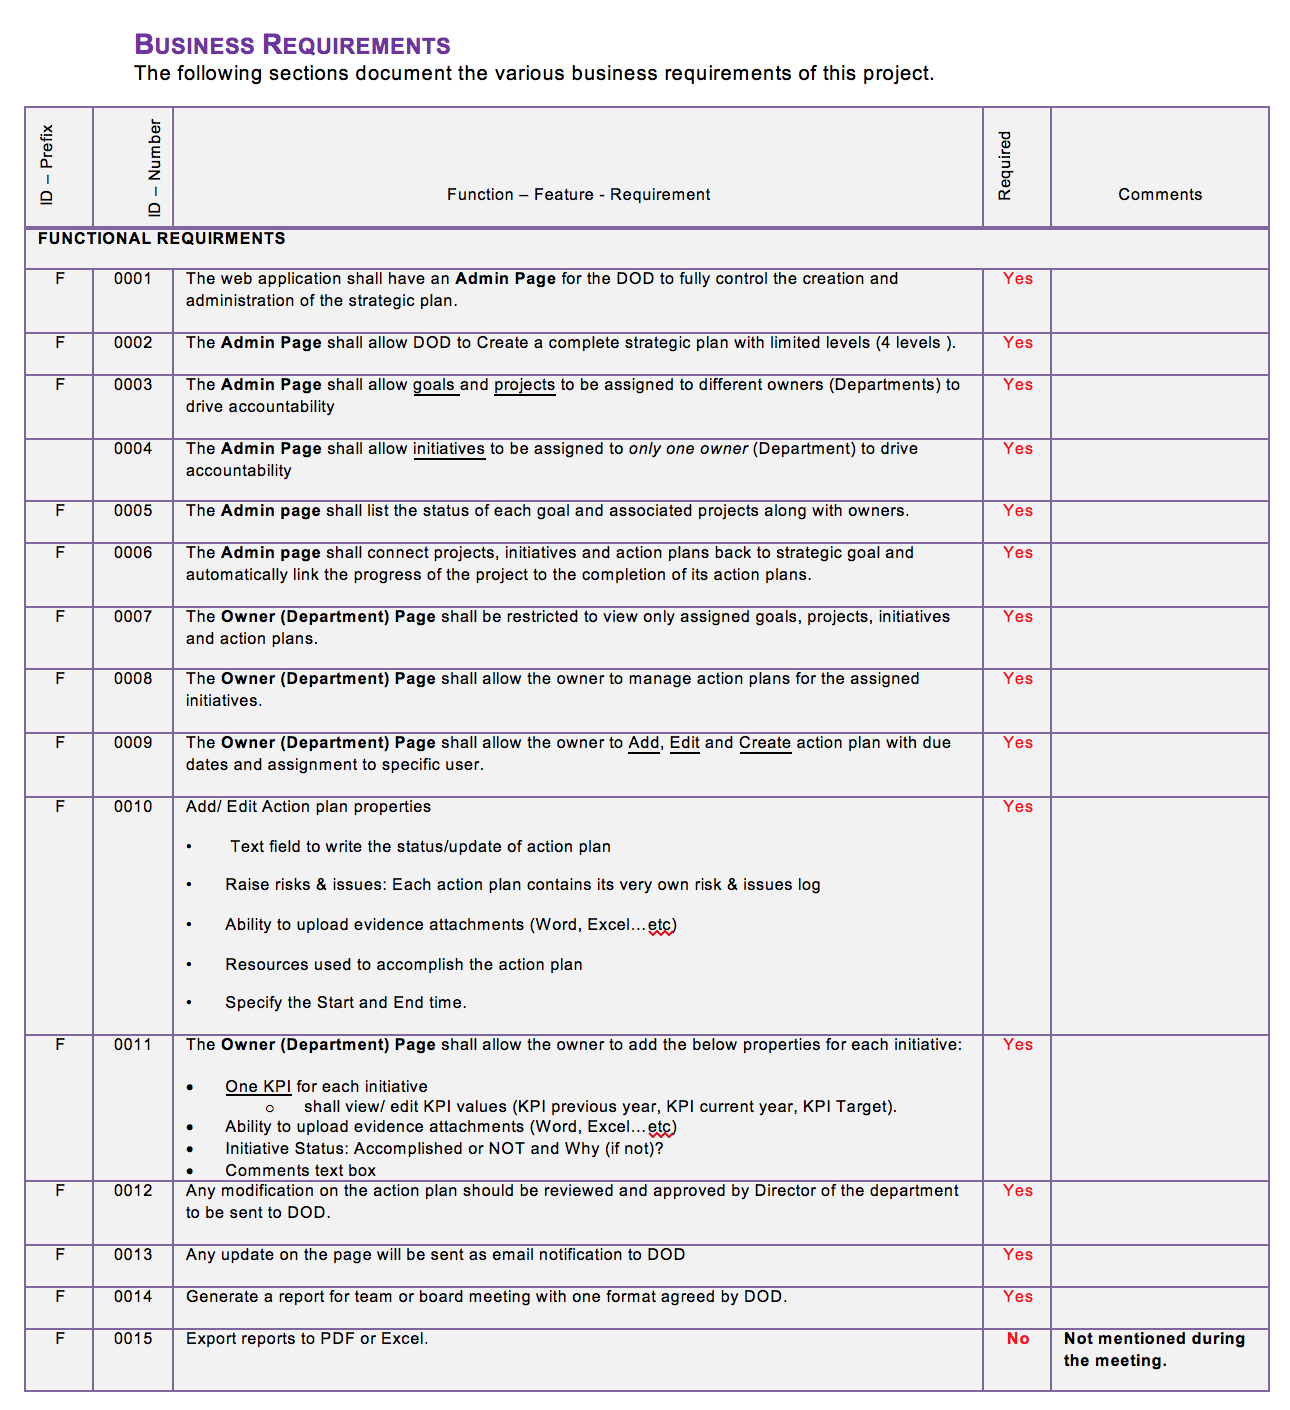 BUSINESS REQUIREMENTS
The following sections document the various business requirements of this project.
ID – Prefix
ID – Number
Function – Feature - Requirement
Required
Comments
FUNCTIONAL REQUIRMENTS
F 0001 The web application shall have an Admin Page for the DOD to fully control the creation and Yes
administration of the strategic plan.
F 0002 The Admin Page shall allow DOD to Create a complete strategic plan with limited levels (4 levels ). Yes
F 0003 The Admin Page shall allow goals and projects to be assigned to different owners (Departments) to Yes
drive accountability
0004 The Admin Page shall allow initiatives to be assigned to only one owner (Department) to drive Yes
accountability
F 0005 The Admin page shall list the status of each goal and associated projects along with owners. Yes
F 0006 The Admin page shall connect projects, initiatives and action plans back to strategic goal and Yes
automatically link the progress of the project to the completion of its action plans.
F 0007 The Owner (Department) Page shall be restricted to view only assigned goals, projects, initiatives Yes
and action plans.
F 0008 The Owner (Department) Page shall allow the owner to manage action plans for the assigned Yes
initiatives.
F 0009 The Owner (Department) Page shall allow the owner to Add, Edit and Create action plan with due Yes
dates and assignment to specific user.
F 0010 Add/ Edit Action plan properties Yes
• Text field to write the status/update of action plan
• Raise risks & issues: Each action plan contains its very own risk & issues log
• Ability to upload evidence attachments (Word, Excel...etc)
• Resources used to accomplish the action plan
• Specify the Start and End time.
F 0011 The Owner (Department) Page shall allow the owner to add the below properties for each initiative: Yes
• One KPI for each initiative
o shall view/ edit KPI values (KPI previous year, KPI current year, KPI Target).
• Ability to upload evidence attachments (Word, Excel...etc)
• Initiative Status: Accomplished or NOT and Why (if not)?
• Comments text box
F 0012 Any modification on the action plan should be reviewed and approved by Director of the department Yes
to be sent to DOD.
F 0013 Any update on the page will be sent as email notification to DOD Yes
F 0014 Generate a report for team or board meeting with one format agreed by DOD. Yes
F 0015 Export reports to PDF or Excel. No Not mentioned during
the meeting.